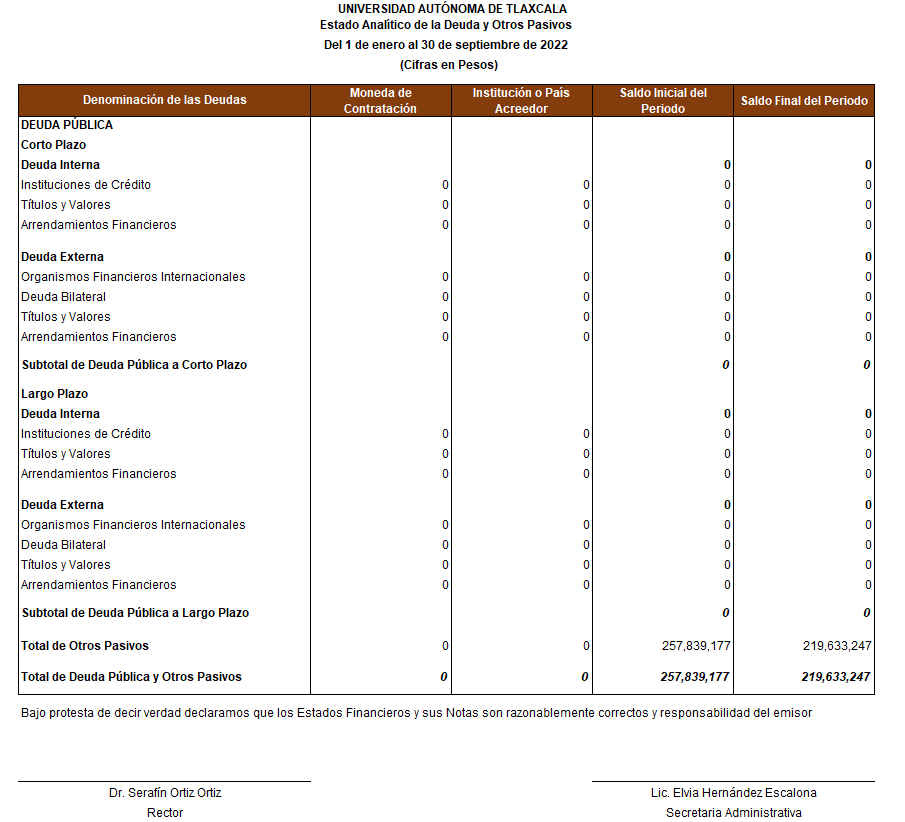 UNIVERSIDAD AUTÓNOMA DE TLAXCALA
Estado Analítico de la Deuda y Otros Pasivos
Del 1 de enero al 30 de septiembre de 2022
(Cifras en Pesos)
Denominación de las Deudas Moneda de Contratación Institución o País Acreedor Saldo Inicial del Periodo Saldo Final del Periodo
DEUDA PÚBLICA
Corto Plazo
Deuda Interna 0 0
Instituciones de Crédito 0 0 0 0
Títulos y Valores 0 0 0 0
Arrendamientos Financieros 0 0 0 0
Deuda Externa 0 0
Organismos Financieros Internacionales 0 0 0 0
Deuda Bilateral 0 0 0 0
Títulos y Valores 0 0 0 0
Arrendamientos Financieros 0 0 0 0
Subtotal de Deuda Pública a Corto Plazo 0 0
Largo Plazo
Deuda Interna 0 0
Instituciones de Crédito 0 0 0 0
Títulos y Valores 0 0 0 0
Arrendamientos Financieros 0 0 0 0
Deuda Externa 0 0
Organismos Financieros Internacionales 0 0 0 0
Deuda Bilateral 0 0 0 0
Títulos y Valores 0 0 0 0
Arrendamientos Financieros 0 0 0 0
Subtotal de Deuda Pública a Largo Plazo 0 0
Total de Otros Pasivos 0 0 257,839,177 219,633,247
Total de Deuda Pública y Otros Pasivos 0 0 257,839,177 219,633,247
Bajo protesta de decir verdad declaramos que los Estados Financieros y sus Notas son razonablemente correctos y responsabilidad del emisor
Dr. Serafín Ortiz Ortiz Lic. Elvia Hernández Escalona
Rector Secretaria Administrativa